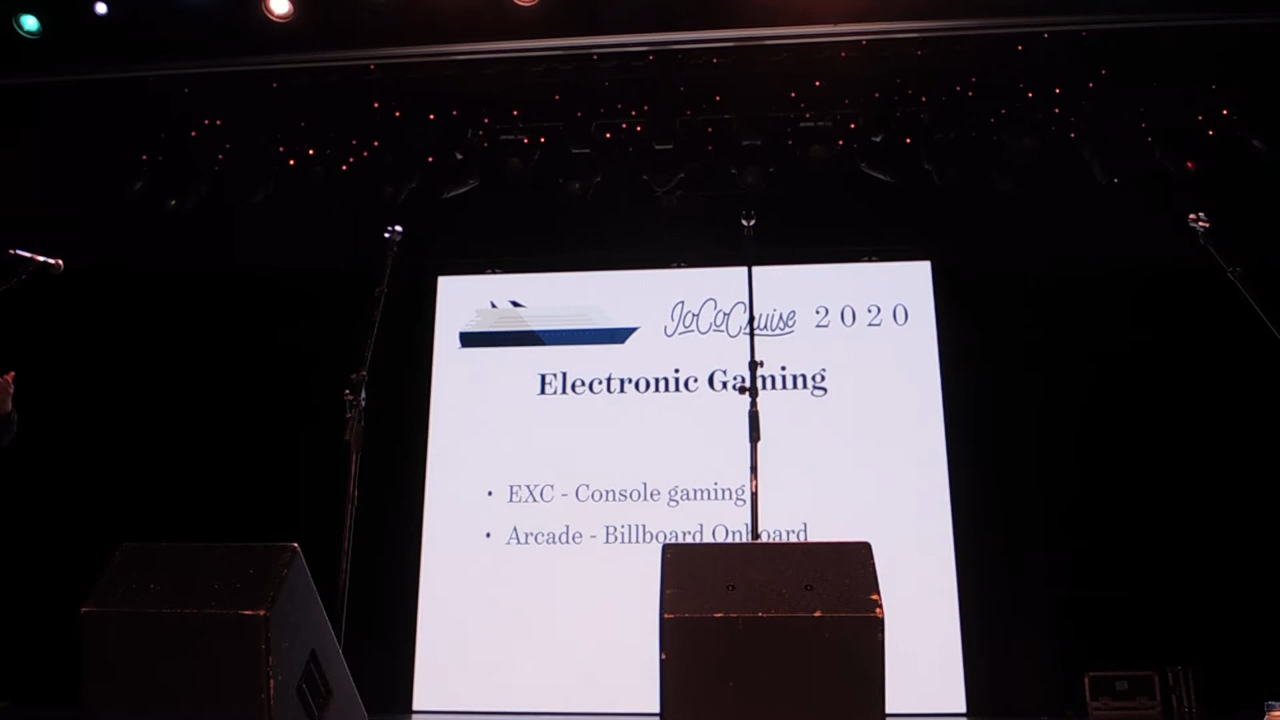 JoCoCruise 2020
Electronic Gaming
• EXC - Console gaming
• Arcade - Billboard Onboard